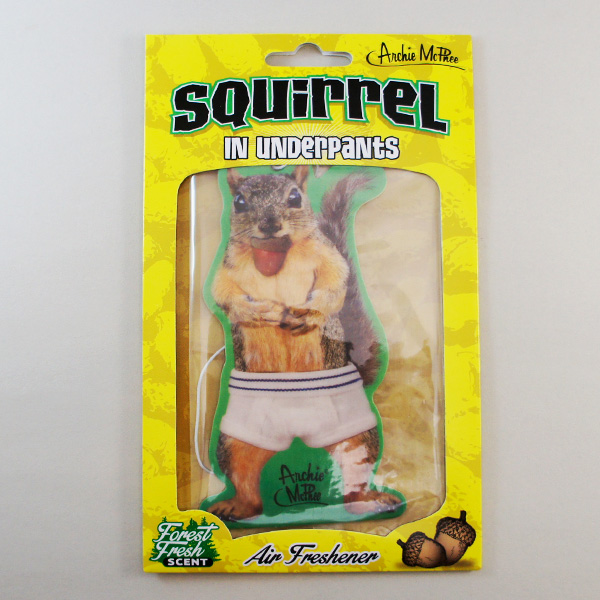 Archie McPhee
Squirrel
IN UNDERPANTS
Archie
McPhee
Forest
Fresh
SCENT
Air Freshener